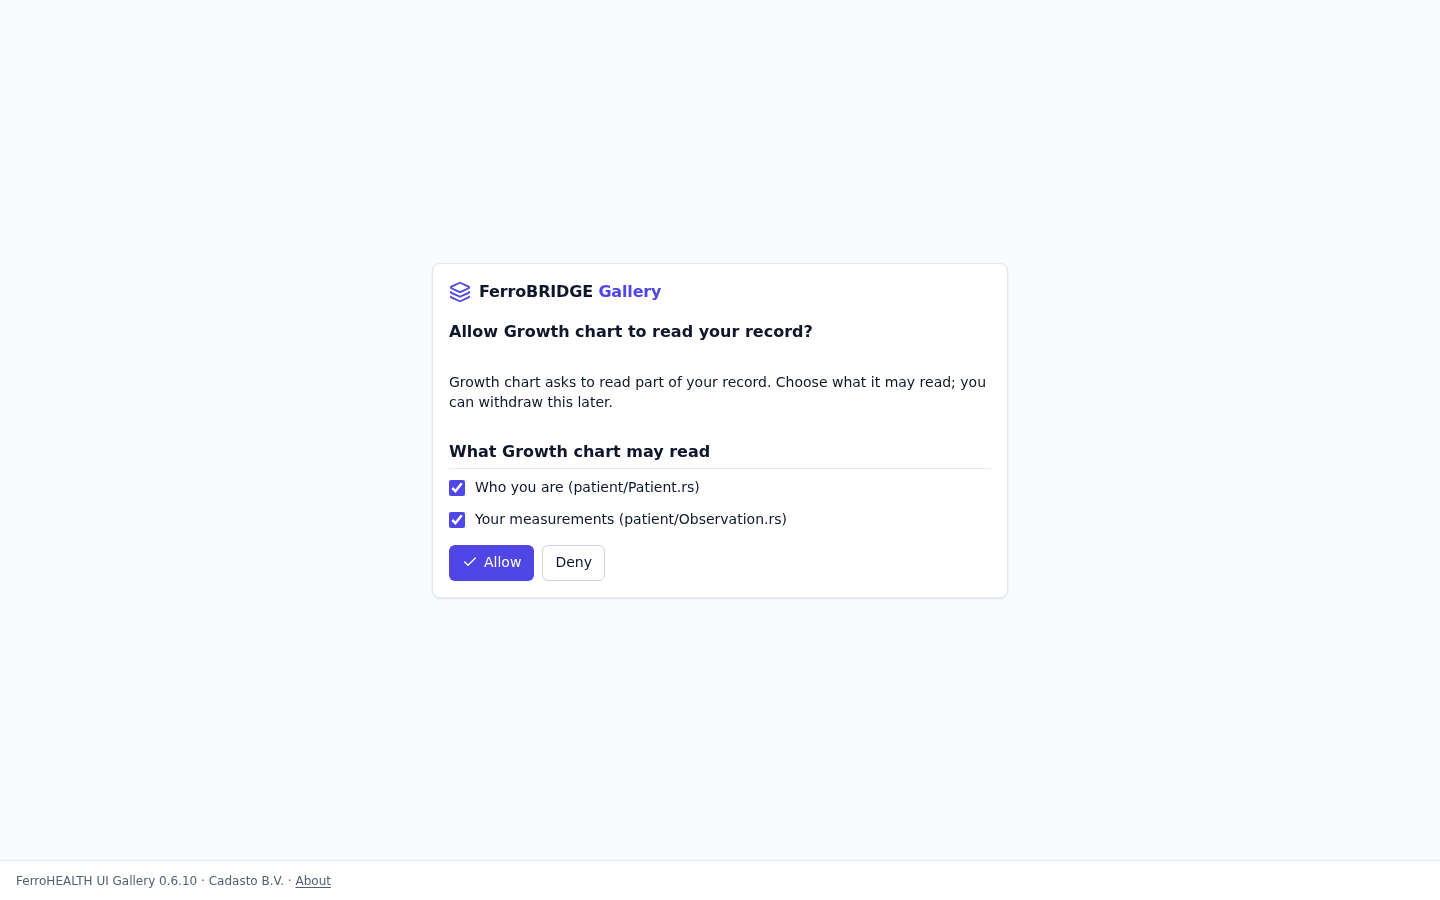 FerroBRIDGE Gallery
Allow Growth chart to read your record?
Growth chart asks to read part of your record. Choose what it may read; you
can withdraw this later.
What Growth chart may read
Who you are (patient/Patient.rs)
Your measurements (patient/Observation.rs)
Allow
Deny
FerroHEALTH UI Gallery 0.6.10 · Cadasto B.V. · About